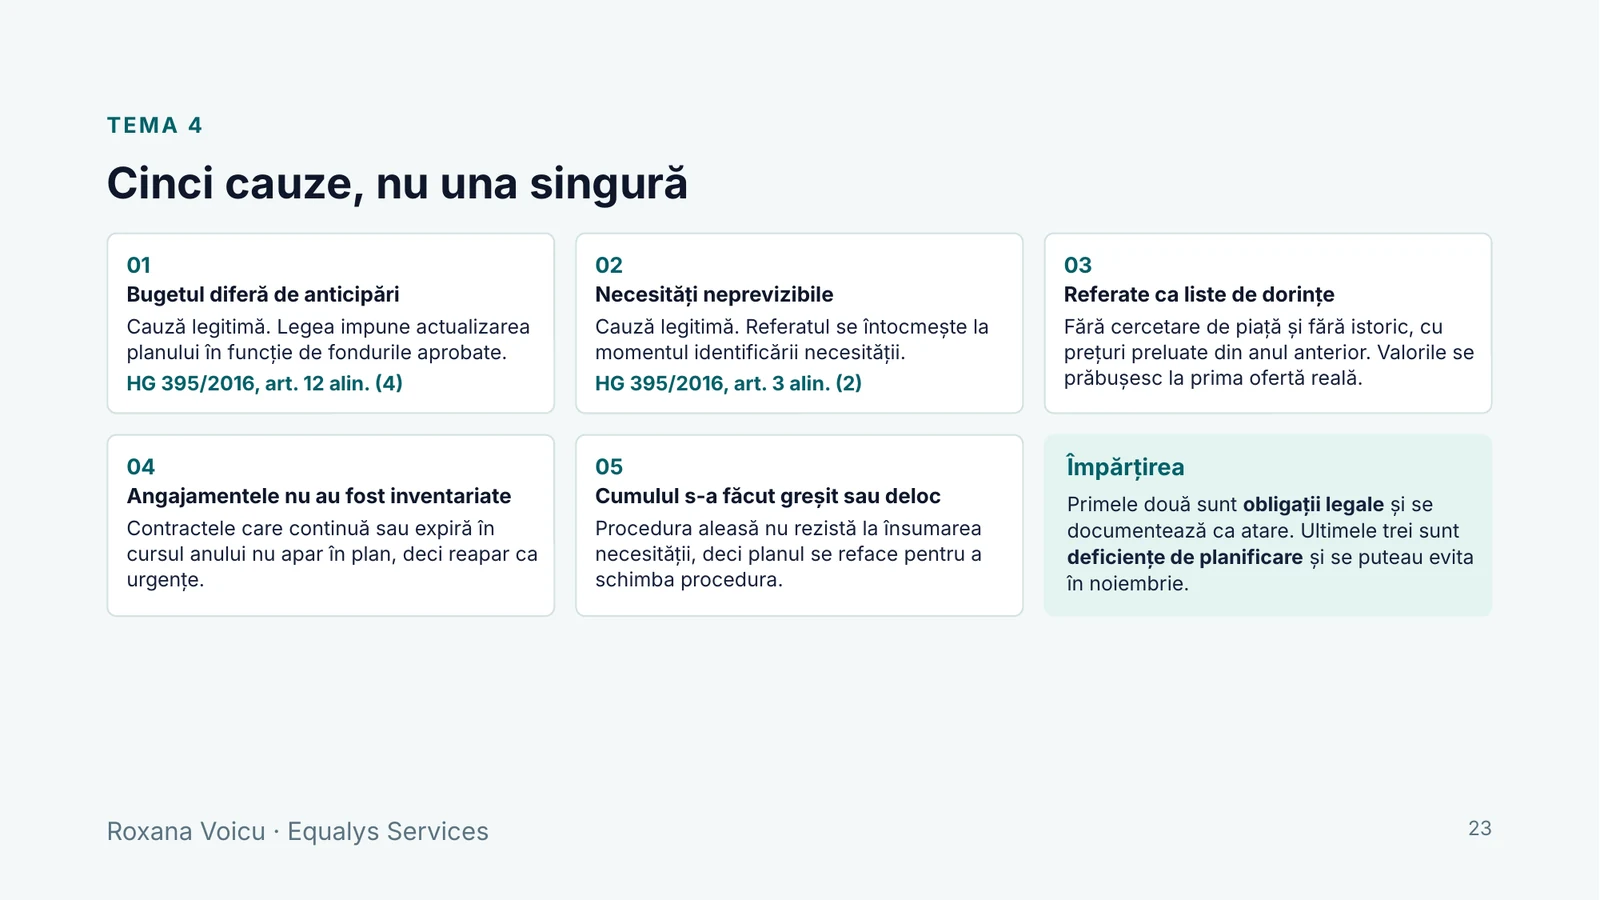 TEMA 4
Cinci cauze, nu una singură
01
Bugetul diferă de anticipări
Cauză legitimă. Legea impune actualizarea
planului în funcție de fondurile aprobate.
HG 395/2016, art. 12 alin. (4)
02
Necesități neprevizibile
Cauză legitimă. Referatul se întocmește la
momentul identificării necesității.
HG 395/2016, art. 3 alin. (2)
03
Referate ca liste de dorințe
Fără cercetare de piață și fără istoric, cu
prețuri preluate din anul anterior. Valorile se
prăbușesc la prima ofertă reală.
04
Angajamentele nu au fost inventariate
Contractele care continuă sau expiră în
cursul anului nu apar în plan, deci reapar ca
urgențe.
05
Cumulul s-a făcut greșit sau deloc
Procedura aleasă nu rezistă la însumarea
necesității, deci planul se reface pentru a
schimba procedura.
Împărțirea
Primele două sunt obligații legale și se
documentează ca atare. Ultimele trei sunt
deficiențe de planificare și se puteau evita
în noiembrie.
Roxana Voicu · Equalys Services
23